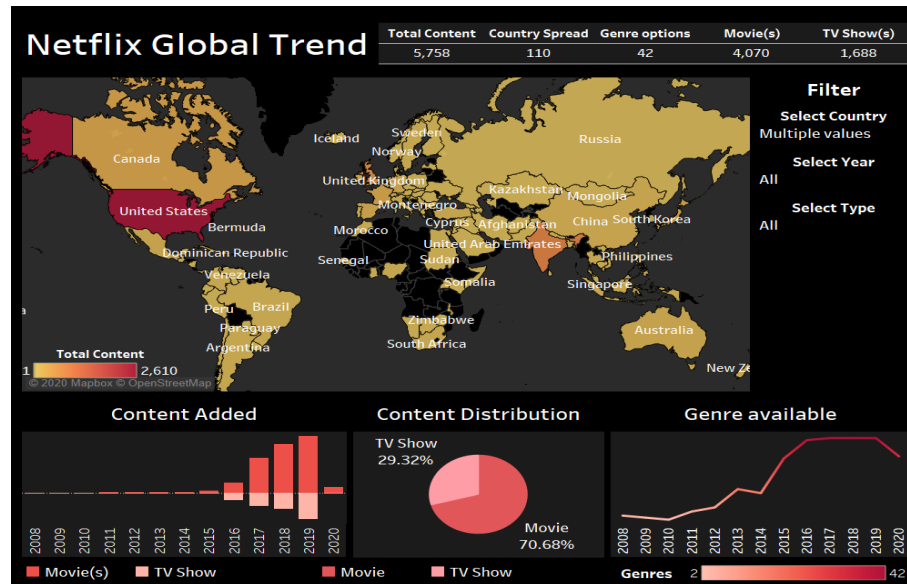 Netflix Global Trend
Total Content Country Spread Genre options Movie(s) TV Show(s)
5,758 110 42 4,070 1,688
Filter
Select Country
Multiple values
Select Year
All
Select Type
All
Iceland
Sweden
Norway
Russia
Canada
United Kingdom
Kazakhstan
Mongolia
Montenegro
United States
Bermuda
Cyprus
Afghanistan
China
South Korea
Morocco
United Arab Emirates
Dominican Republic
Senegal
Sudan
Philippines
Venezuela
Somalia
Singapore
a
Peru
Brazil
Zimbabwe
Paraguay
Australia
Argentina
South Africa
Total Content
1 2,610
New Ze
© 2020 Mapbox © OpenStreetMap
Content Added
2008 2009 2010 2011 2012 2013 2014 2015 2016 2017 2018 2019 2020
Movie(s) TV Show
Content Distribution
TV Show
29.32%
Movie
70.68%
Movie TV Show
Genre available
2008 2009 2010 2011 2012 2013 2014 2015 2016 2017 2018 2019 2020
Genres 2 42